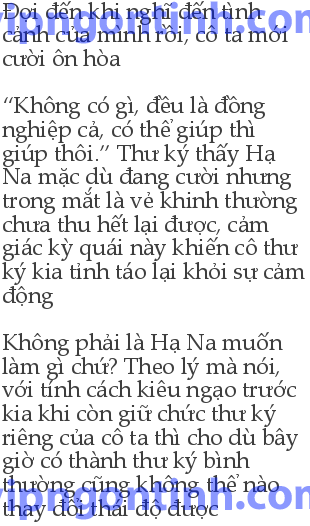 Đợi đến khi nghĩ đến tình
cảnh của mình rồi, cô ta mới
cười ôn hòa
“Không có gì, đều là đồng
nghiệp cả, có thể giúp thì
giúp thôi.” Thư ký thấy Hạ
Na mặc dù đang cười nhưng
trong mắt là vẻ khinh thường
chưa thu hết lại được, cảm
giác kỳ quái này khiến cô thư
ký kia tỉnh táo lại khỏi sự cảm
động
Không phải là Hạ Na muốn
làm gì chứ? Theo lý mà nói,
với tính cách kiêu ngạo trước
kia khi còn giữ chức thư ký
riêng của cô ta thì cho dù bây
giờ có thành thư ký bình
thường cũng không thể nào
thay đổi thái độ được
vipngontinh.com
vipngontinh.com